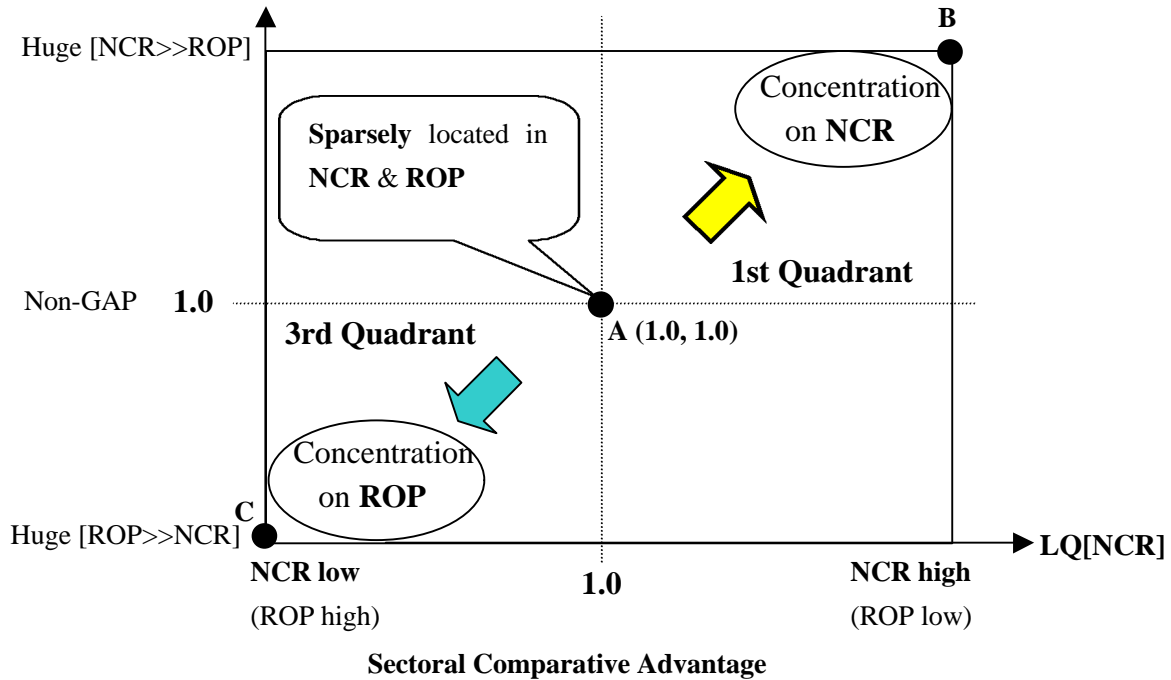 B
Huge [NCR>>ROP]
Concentration
on NCR
Sparsely located in
NCR & ROP
1st Quadrant
Non-GAP 1.0
3rd Quadrant
A (1.0, 1.0)
Concentration
on ROP
C
Huge [ROP>>NCR]
LQ[NCR]
NCR low
1.0
NCR high
(ROP high)
(ROP low)
Sectoral Comparative Advantage